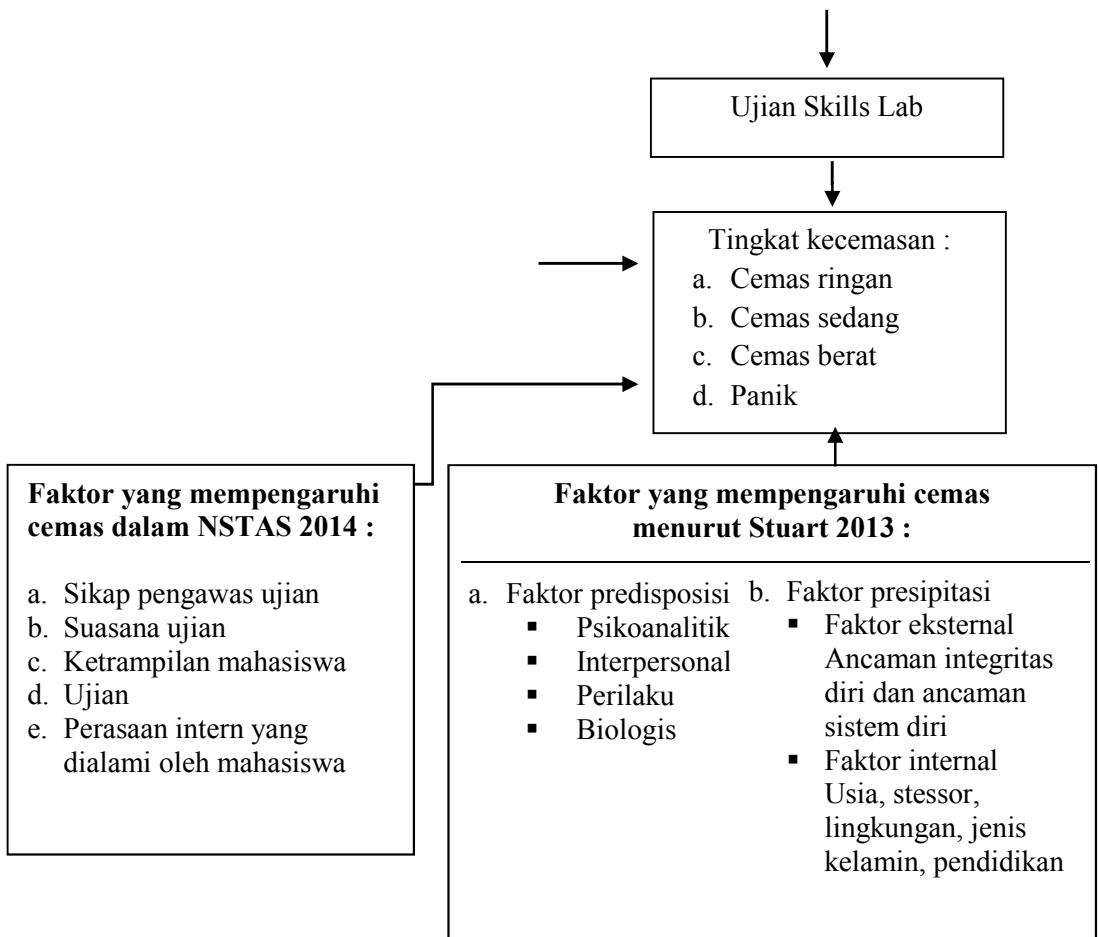 Ujian Skills Lab
Tingkat kecemasan :
a. Cemas ringan
b. Cemas sedang
c. Cemas berat
d. Panik
Faktor yang mempengaruhi
cemas dalam NSTAS 2014 :
a. Sikap pengawas ujian
b. Suasana ujian
c. Ketrampilan mahasiswa
d. Ujian
e. Perasaan intern yang
dialami oleh mahasiswa
Faktor yang mempengaruhi cemas
menurut Stuart 2013 :
a. Faktor predisposisi
▪ Psikoanalitik
▪ Interpersonal
▪ Perilaku
▪ Biologis
b. Faktor presipitasi
▪ Faktor eksternal
Ancaman integritas
diri dan ancaman
sistem diri
▪ Faktor internal
Usia, stessor,
lingkungan, jenis
kelamin, pendidikan